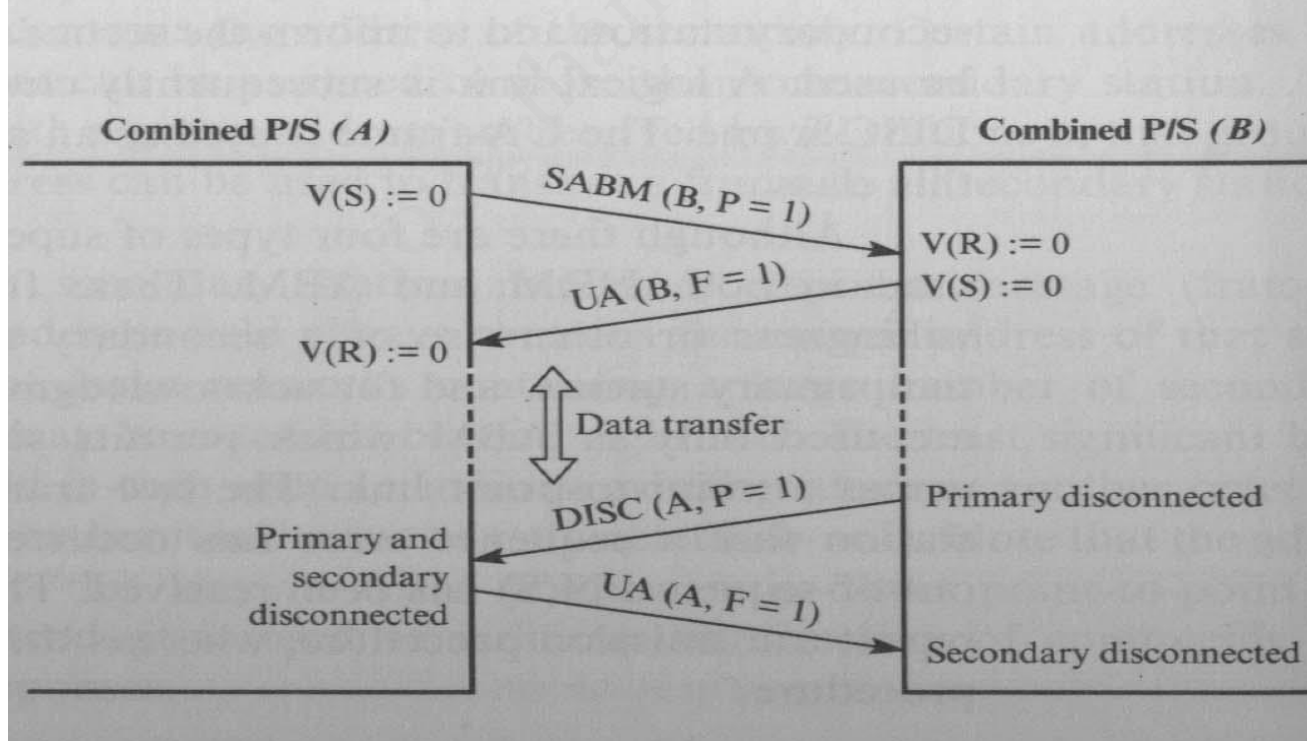 Combined P/S (A)
Combined P/S (B)
V(S) := 0
SABM (B, P = 1)
V(R) := 0
V(S) := 0
UA (B, F = 1)
V(R) := 0
Data transfer
DISC (A, P = 1)
Primary disconnected
Primary and
secondary
disconnected
UA (A, F = 1)
Secondary disconnected